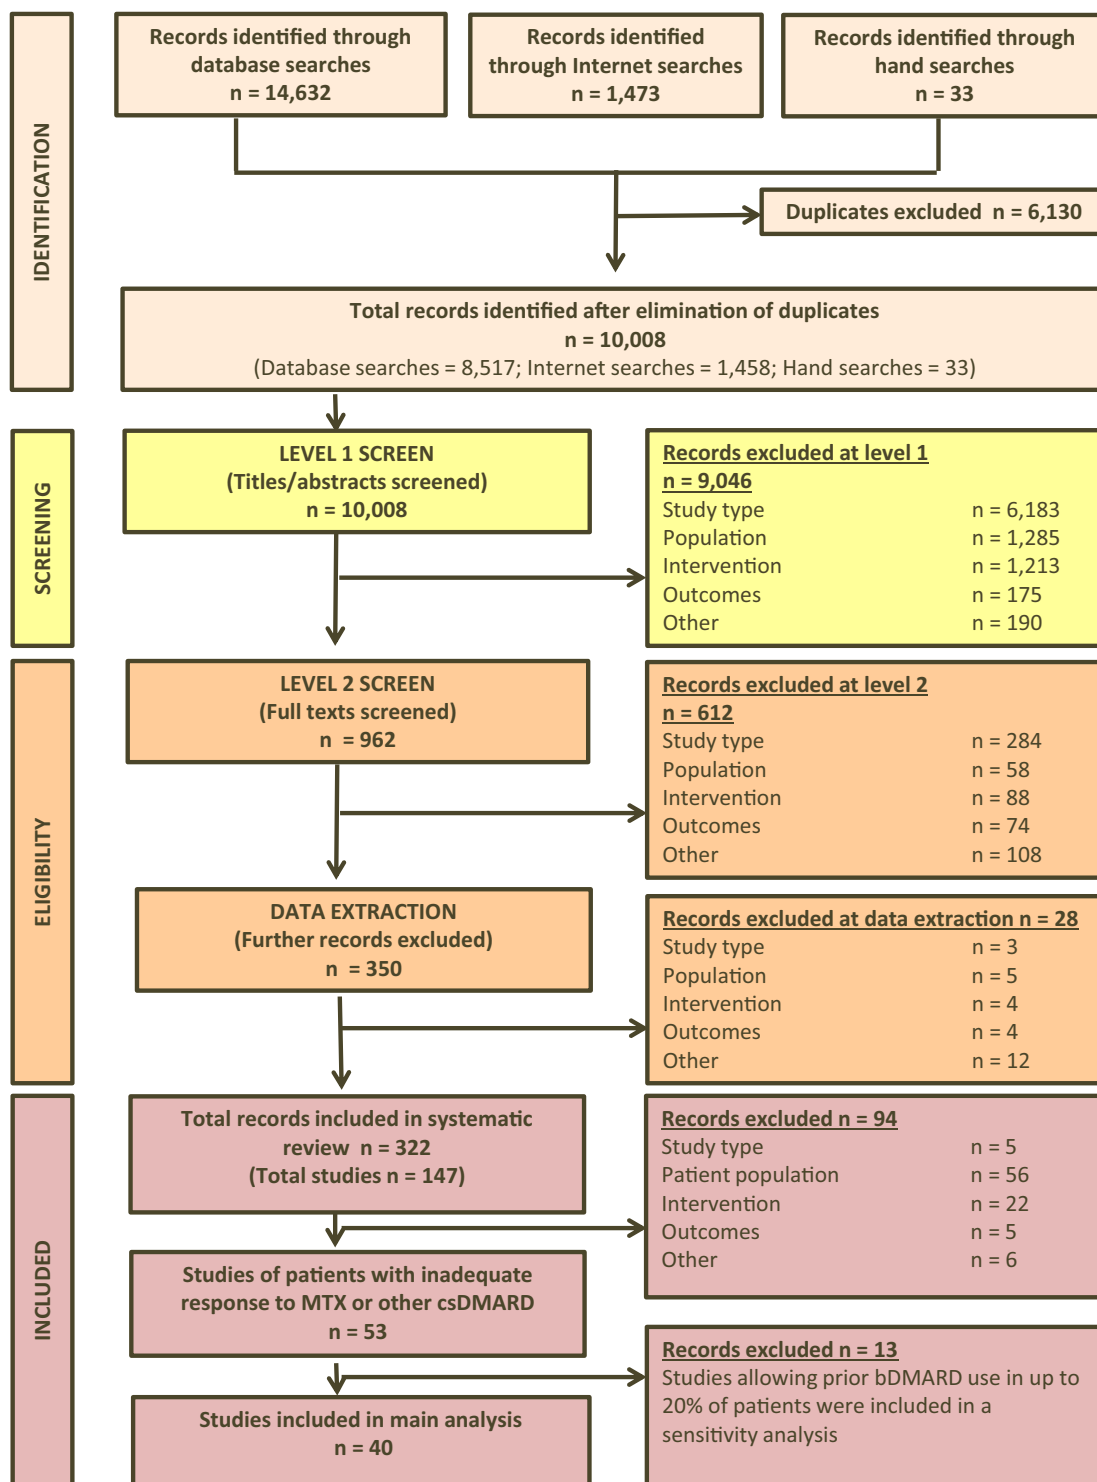 IDENTIFICATION
Records identified through
database searches
n = 14,632
Records identified
through Internet searches
n = 1,473
Records identified through
hand searches
n = 33
Duplicates excluded n = 6,130
Total records identified after elimination of duplicates
n = 10,008
(Database searches = 8,517; Internet searches = 1,458; Hand searches = 33)
SCREENING
LEVEL 1 SCREEN
(Titles/abstracts screened)
n = 10,008
Records excluded at level 1
n = 9,046
Study type n = 6,183
Population n = 1,285
Intervention n = 1,213
Outcomes n = 175
Other n = 190
ELIGIBILITY
LEVEL 2 SCREEN
(Full texts screened)
n = 962
Records excluded at level 2
n = 612
Study type n = 284
Population n = 58
Intervention n = 88
Outcomes n = 74
Other n = 108
DATA EXTRACTION
(Further records excluded)
n = 350
Records excluded at data extraction n = 28
Study type n = 3
Population n = 5
Intervention n = 4
Outcomes n = 4
Other n = 12
INCLUDED
Total records included in systematic
review n = 322
(Total studies n = 147)
Records excluded n = 94
Study type n = 5
Patient population n = 56
Intervention n = 22
Outcomes n = 5
Other n = 6
Studies of patients with inadequate
response to MTX or other csDMARD
n = 53
Records excluded n = 13
Studies allowing prior bDMARD use in up to
20% of patients were included in a
sensitivity analysis
Studies included in main analysis
n = 40